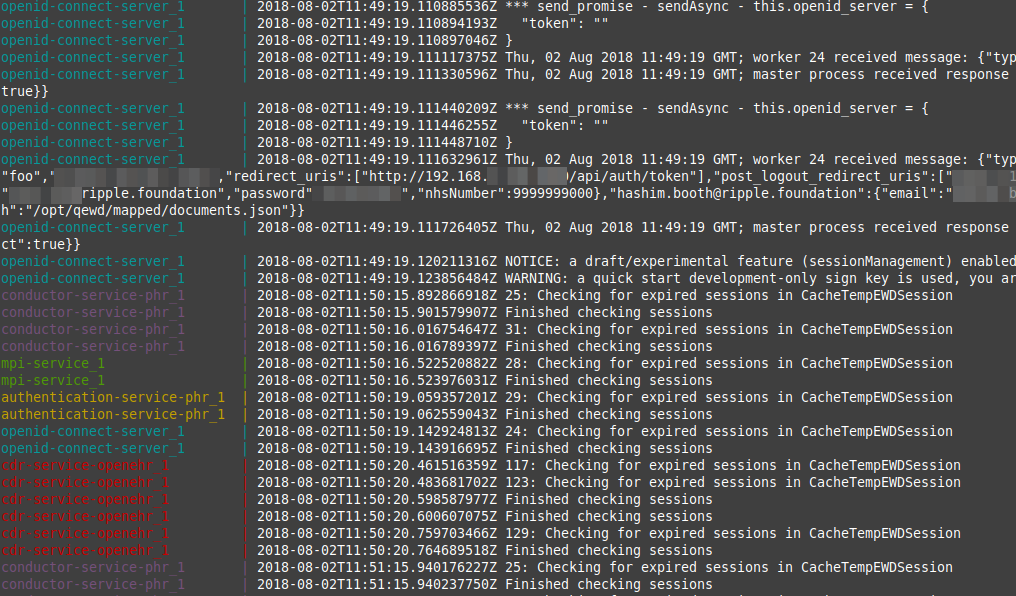 openid-connect-server_1 | 2018-08-02T11:49:19.110885536Z *** send_promise - sendAsync - this.openid_server = {
openid-connect-server_1 | 2018-08-02T11:49:19.110894193Z "token": ""
openid-connect-server_1 | 2018-08-02T11:49:19.110897046Z }
openid-connect-server_1 | 2018-08-02T11:49:19.111117375Z Thu, 02 Aug 2018 11:49:19 GMT; worker 24 received message: {"typ
openid-connect-server_1 | 2018-08-02T11:49:19.111330596Z Thu, 02 Aug 2018 11:49:19 GMT; master process received response
true}}
openid-connect-server_1 | 2018-08-02T11:49:19.111440209Z *** send_promise - sendAsync - this.openid_server = {
openid-connect-server_1 | 2018-08-02T11:49:19.111446255Z "token": ""
openid-connect-server_1 | 2018-08-02T11:49:19.111448710Z }
openid-connect-server_1 | 2018-08-02T11:49:19.111632961Z Thu, 02 Aug 2018 11:49:19 GMT; worker 24 received message: {"typ
"foo"," ,"redirect_uris":["http://192.168. /api/auth/token"],"post_logout_redirect_uris":["
" ripple.foundation","password" ","nhsNumber":9999999000},"hashim.booth@ripple.foundation":{"email":"
h":"/opt/qewd/mapped/documents.json"}}
openid-connect-server_1 | 2018-08-02T11:49:19.111726405Z Thu, 02 Aug 2018 11:49:19 GMT; master process received response
ct":true}}
openid-connect-server_1 | 2018-08-02T11:49:19.120211316Z NOTICE: a draft/experimental feature (sessionManagement) enabled
openid-connect-server_1 | 2018-08-02T11:49:19.123856484Z WARNING: a quick start development-only sign key is used, you ar
conductor-service-phr_1 | 2018-08-02T11:50:15.892866918Z 25: Checking for expired sessions in CacheTempEWDSession
conductor-service-phr_1 | 2018-08-02T11:50:15.901579907Z Finished checking sessions
conductor-service-phr_1 | 2018-08-02T11:50:16.016754647Z 31: Checking for expired sessions in CacheTempEWDSession
conductor-service-phr_1 | 2018-08-02T11:50:16.016789397Z Finished checking sessions
mpi-service_1 | 2018-08-02T11:50:16.522520882Z 28: Checking for expired sessions in CacheTempEWDSession
mpi-service_1 | 2018-08-02T11:50:16.523976031Z Finished checking sessions
authentication-service-phr_1 | 2018-08-02T11:50:19.059357201Z 29: Checking for expired sessions in CacheTempEWDSession
authentication-service-phr_1 | 2018-08-02T11:50:19.062559043Z Finished checking sessions
openid-connect-server_1 | 2018-08-02T11:50:19.142924813Z 24: Checking for expired sessions in CacheTempEWDSession
openid-connect-server_1 | 2018-08-02T11:50:19.143916695Z Finished checking sessions
cdr-service-openehr_1 | 2018-08-02T11:50:20.461516359Z 117: Checking for expired sessions in CacheTempEWDSession
cdr-service-openehr_1 | 2018-08-02T11:50:20.483681702Z 123: Checking for expired sessions in CacheTempEWDSession
cdr-service-openehr_1 | 2018-08-02T11:50:20.598587977Z Finished checking sessions
cdr-service-openehr_1 | 2018-08-02T11:50:20.600607075Z Finished checking sessions
cdr-service-openehr_1 | 2018-08-02T11:50:20.759703466Z 129: Checking for expired sessions in CacheTempEWDSession
cdr-service-openehr_1 | 2018-08-02T11:50:20.764689518Z Finished checking sessions
conductor-service-phr_1 | 2018-08-02T11:51:15.940176227Z 25: Checking for expired sessions in CacheTempEWDSession
conductor-service-phr_1 | 2018-08-02T11:51:15.940237750Z Finished checking sessions